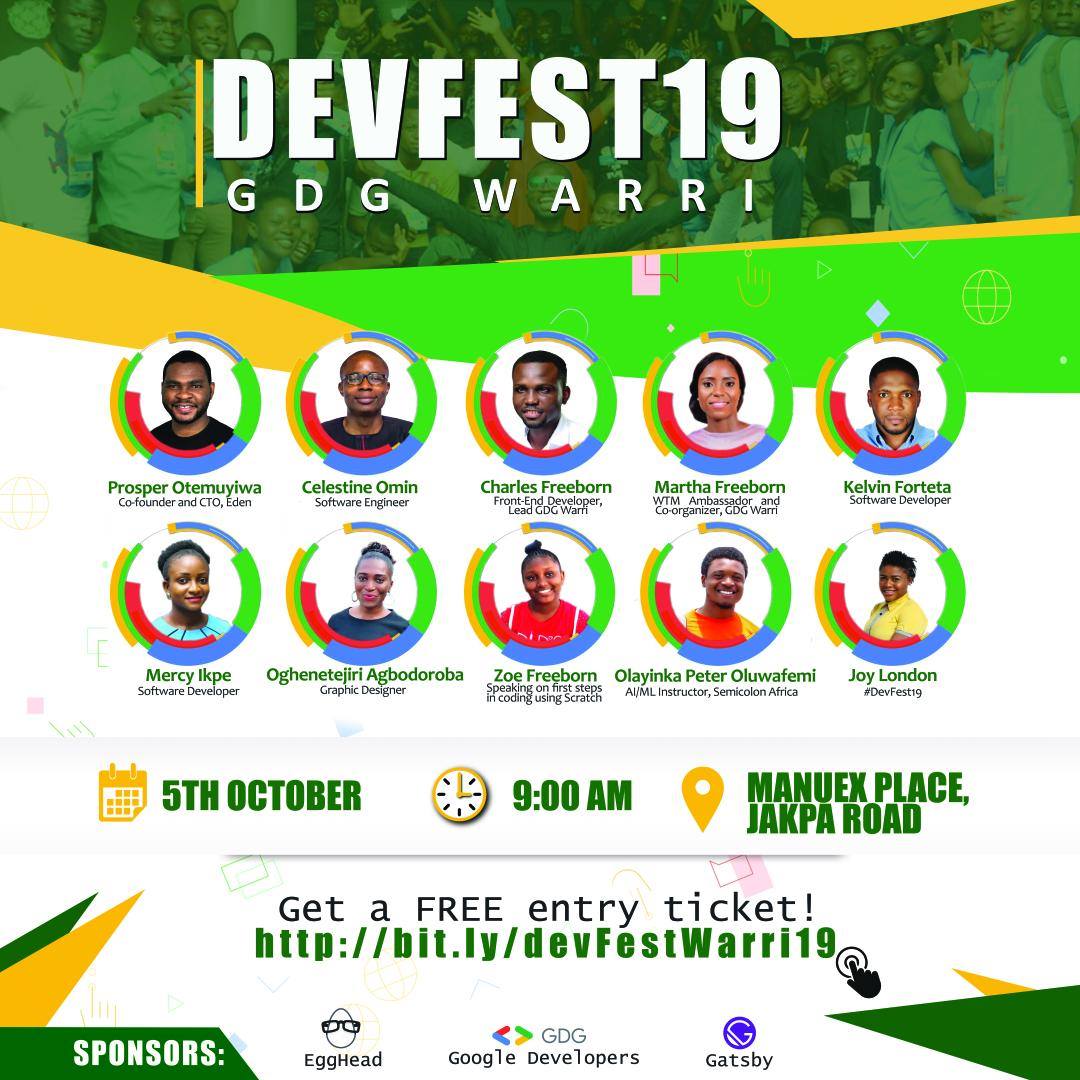 DEVFEST19
GDG WARRI
Prosper Otemuyiwa
Co-founder and CTO, Eden
Celestine Omin
Software Engineer
Charles Freeborn
Front-End Developer,
Lead GDG Warri
Martha Freeborn
WTM Ambassador and
Co-organizer, GDG Warri
Kelvin Forteta
Software Developer
Mercy Ikpe
Software Developer
Oghenetejiri Agbodoroba
Graphic Designer
Zoe Freeborn
Speaking on first steps
in coding using Scratch
Olayinka Peter Oluwafemi
AI/ML Instructor, Semicolon Africa
Joy London
#DevFest19
5TH OCTOBER
9:00 AM
MANUEX PLACE,
JAKPA ROAD
Get a FREE entry ticket!
http://bit.ly/devFestWarri19
SPONSORS:
EggHead
GDG
Google Developers
Gatsby